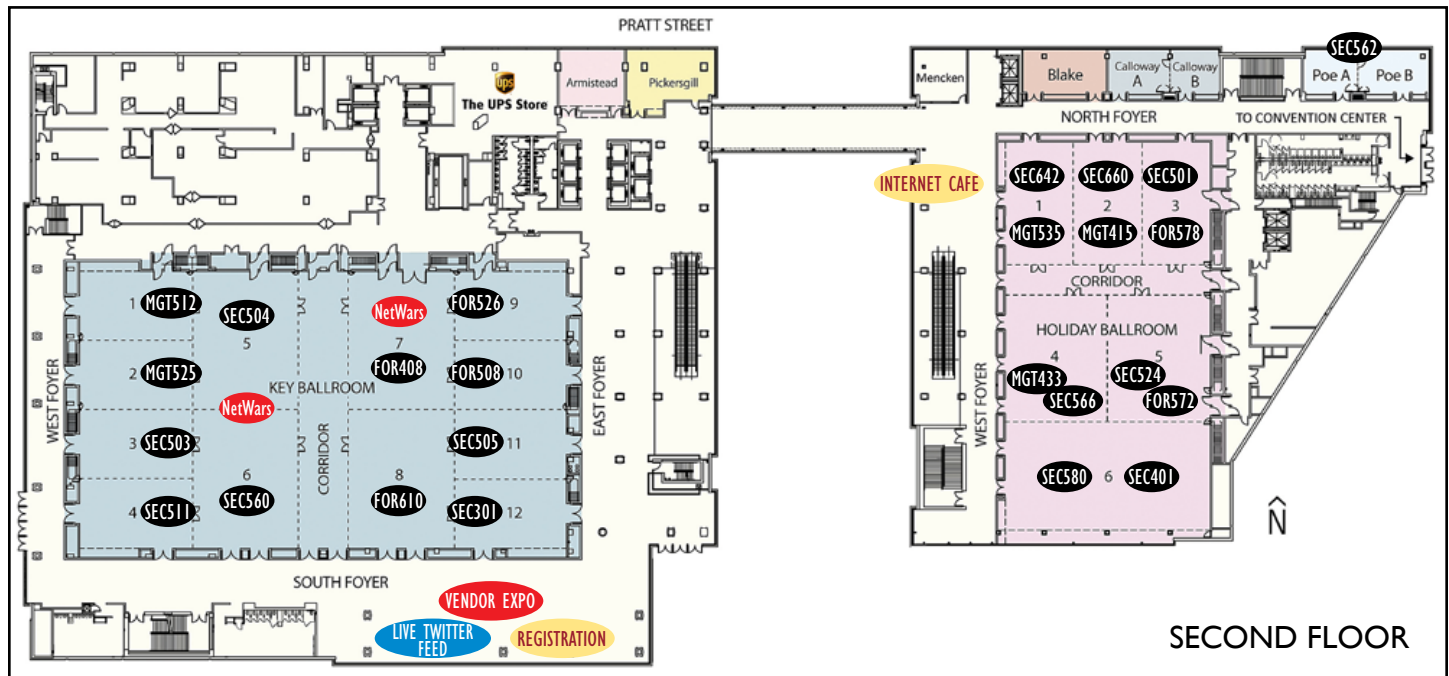 PRATT STREET
ups
The UPS Store
Armistead
Pickersgill
Mencken
Blake
Calloway
A
Calloway
B
SEC562
Poe A
Poe B
NORTH FOYER
TO CONVENTION CENTER
INTERNET CAFE
SEC642
SEC660
SEC501
1
2
3
MGT535
MGT415
FOR578
CORRIDOR
HOLIDAY BALLROOM
4
5
MGT433
SEC524
SEC566
FOR572
WEST FOYER
SEC580
6
SEC401
N
1
MGT512
SEC504
5
NetWars
7
FOR526
9
2
MGT525
KEY BALLROOM
FOR408
FOR508
10
WEST FOYER
NetWars
EAST FOYER
3
SEC503
CORRIDOR
SEC505
11
6
8
4
SEC511
SEC560
FOR610
SEC301
12
SOUTH FOYER
VENDOR EXPO
LIVE TWITTER
FEED
REGISTRATION
SECOND FLOOR